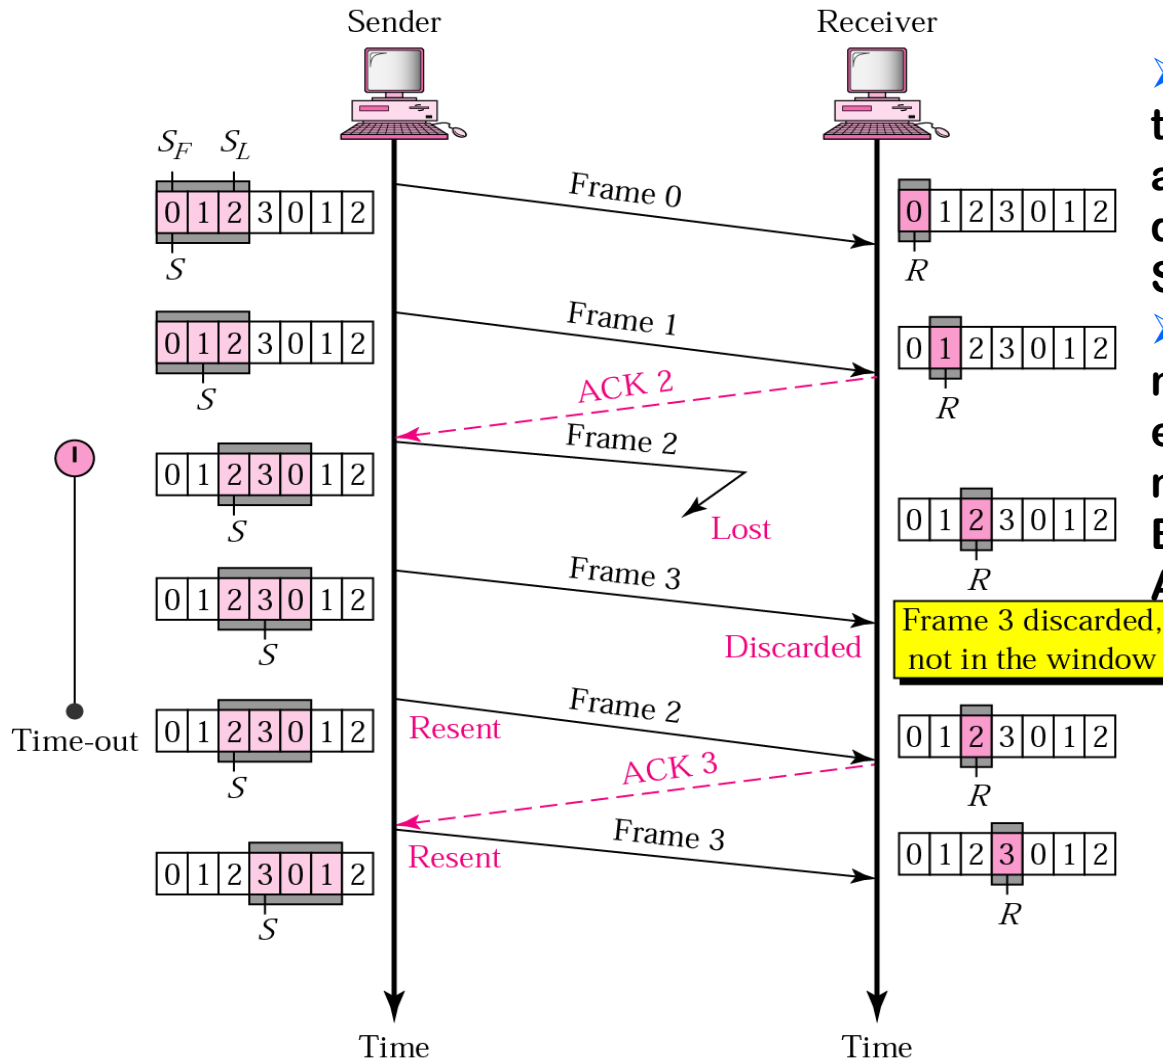 Sender
Receiver
S_F S_L
0 1 2 3 0 1 2
S
Frame 0
0 1 2 3 0 1 2
R
0 1 2 3 0 1 2
S
Frame 1
0 1 2 3 0 1 2
R
ACK 2
0 1 2 3 0 1 2
S
Frame 2
Lost
0 1 2 3 0 1 2
R
0 1 2 3 0 1 2
S
Frame 3
Discarded
Frame 3 discarded,
not in the window
Time-out
0 1 2 3 0 1 2
S
Resent
Frame 2
0 1 2 3 0 1 2
R
ACK 3
0 1 2 3 0 1 2
S
Resent
Frame 3
0 1 2 3 0 1 2
R
Time
Time